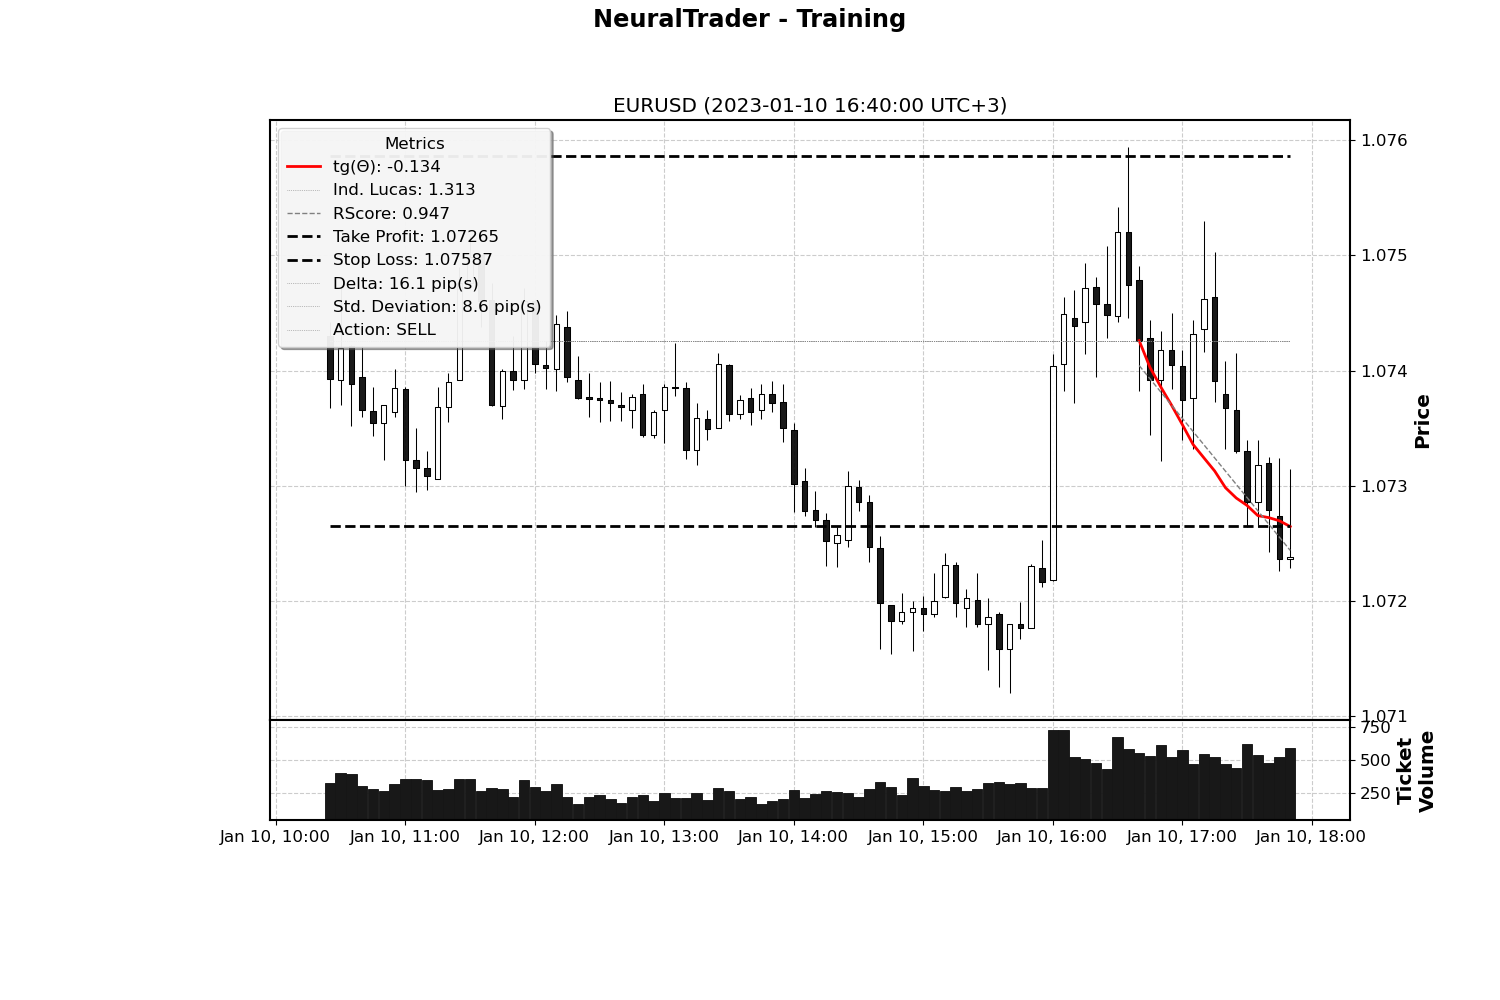 NeuralTrader - Training
EURUSD (2023-01-10 16:40:00 UTC+3)
Metrics
tg(Θ): -0.134
Ind. Lucas: 1.313
RScore: 0.947
Take Profit: 1.07265
Stop Loss: 1.07587
Delta: 16.1 pip(s)
Std. Deviation: 8.6 pip(s)
Action: SELL
1.076
1.075
1.074
1.073
1.072
1.071
Price
750
500
250
Ticket
Volume
Jan 10, 10:00
Jan 10, 11:00
Jan 10, 12:00
Jan 10, 13:00
Jan 10, 14:00
Jan 10, 15:00
Jan 10, 16:00
Jan 10, 17:00
Jan 10, 18:00